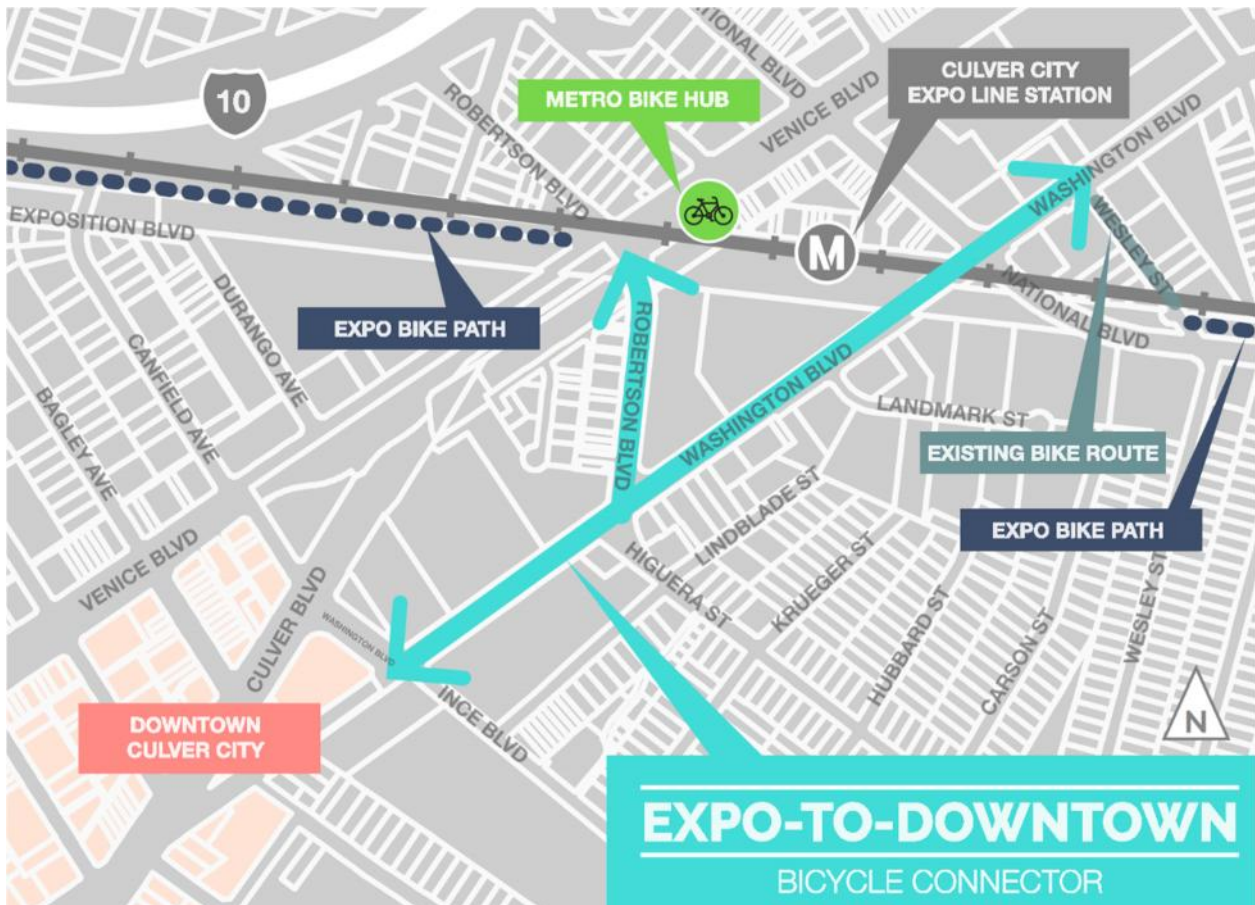 NATIONAL BLVD
10
ROBERTSON BLVD
METRO BIKE HUB
VENICE BLVD
CULVER CITY
EXPO LINE STATION
WASHINGTON BLVD
EXPOSITION BLVD
M
WESLEY ST
NATIONAL BLVD
EXPO BIKE PATH
DURANGO AVE
CANFIELD AVE
BAGLEY AVE
ROBERTSON BLVD
WASHINGTON BLVD
LANDMARK ST
EXISTING BIKE ROUTE
EXPO BIKE PATH
VENICE BLVD
CULVER BLVD
WASHINGTON BLVD
HIGUERA ST
LINDBLADE ST
KRUEGER ST
HUBBARD ST
CARSON ST
WESLEY ST
INCE BLVD
DOWNTOWN
CULVER CITY
N
EXPO-TO-DOWNTOWN
BICYCLE CONNECTOR